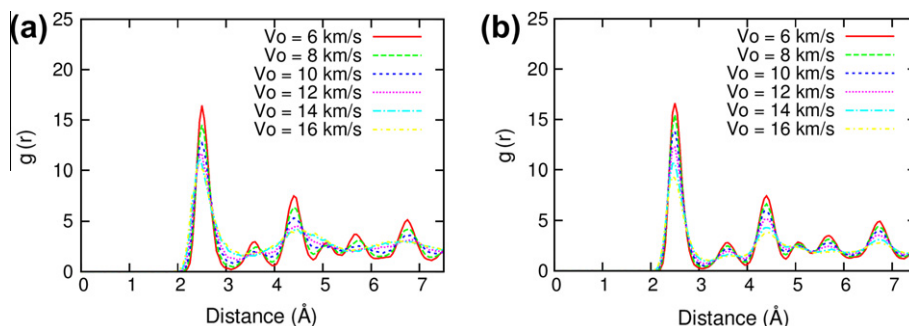 (a)
25
20
15
10
5
0
g (r)
Vo = 6 km/s
Vo = 8 km/s
Vo = 10 km/s
Vo = 12 km/s
Vo = 14 km/s
Vo = 16 km/s
0 1 2 3 4 5 6 7
Distance (Å)
(b)
25
20
15
10
5
0
g (r)
Vo = 6 km/s
Vo = 8 km/s
Vo = 10 km/s
Vo = 12 km/s
Vo = 14 km/s
Vo = 16 km/s
0 1 2 3 4 5 6 7
Distance (Å)